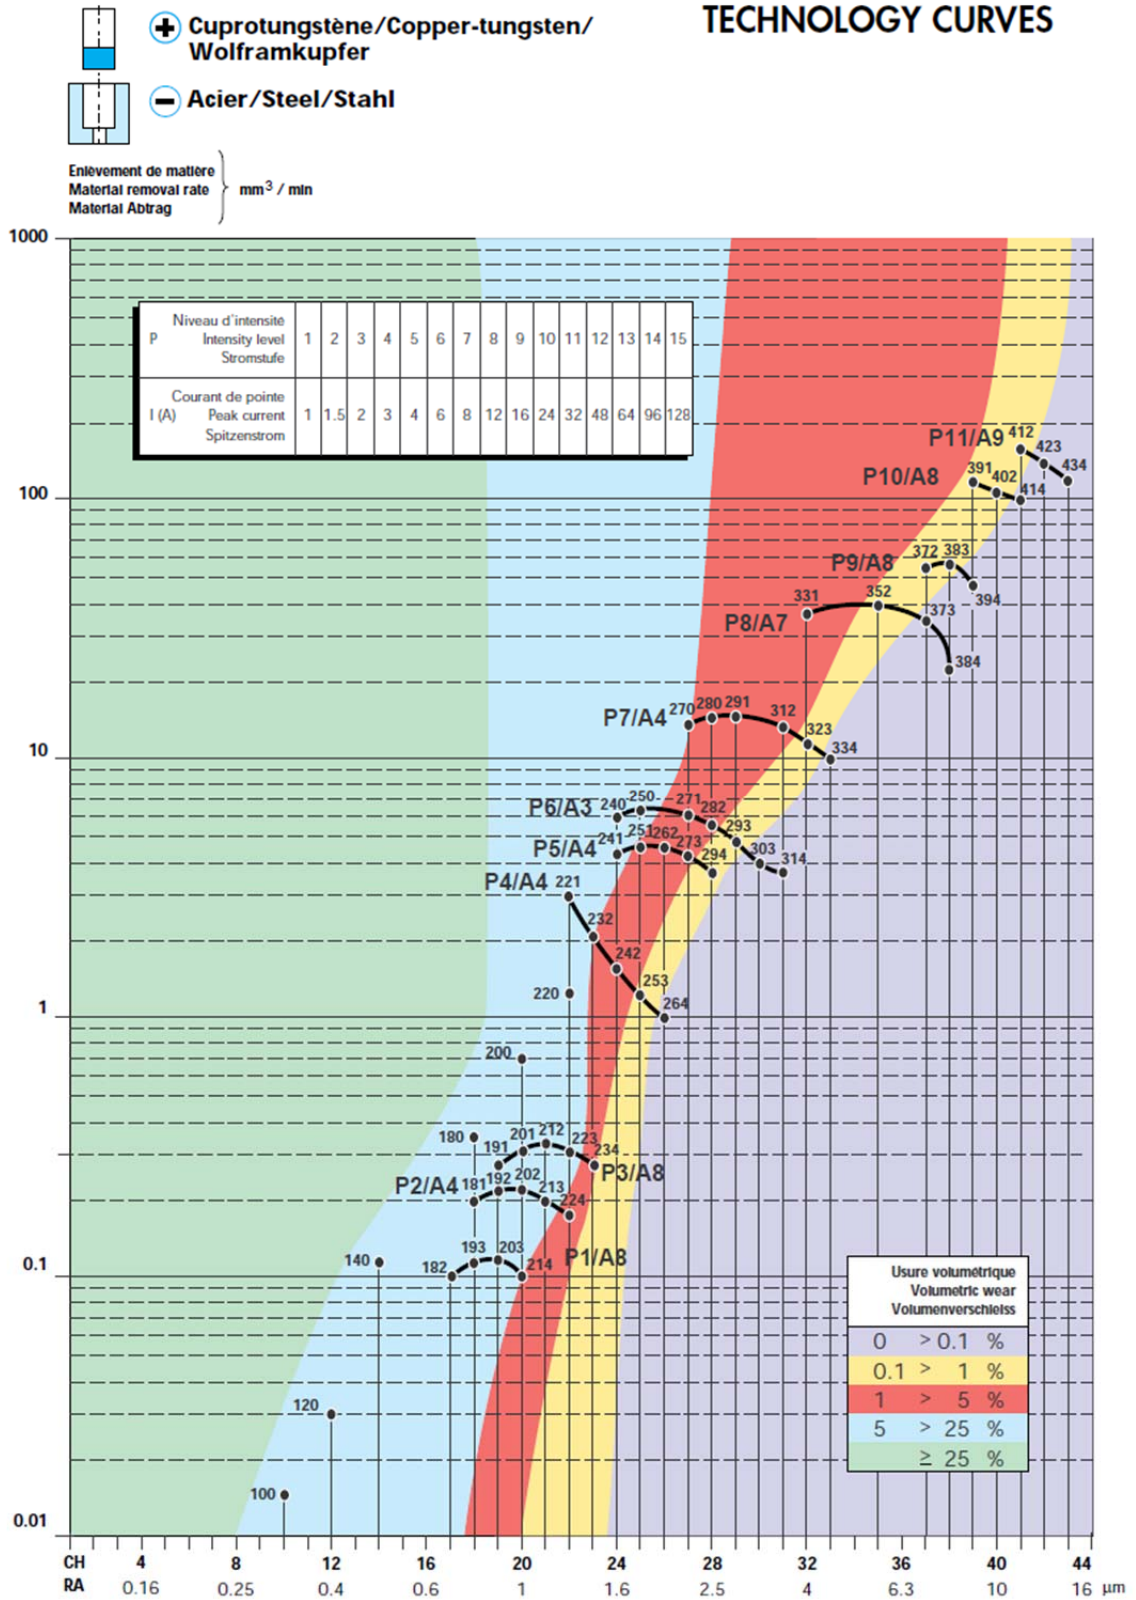 TECHNOLOGY CURVES
+ Cuprotungstène/Copper-tungsten/
Wolframkupfer
− Acier/Steel/Stahl
Enlèvement de matière
Material removal rate
Material Abtrag
mm³ / min
1000
P
Niveau d'intensité
Intensity level
Stromstufe
1 2 3 4 5 6 7 8 9 10 11 12 13 14 15
I (A)
Courant de pointe
Peak current
Spitzenstrom
1 1.5 2 3 4 6 8 12 16 24 32 48 64 96 128
P11/A9 412 423 434
P10/A8 391 402 414
100
P9/A8 372 383 394
P8/A7 331 352 373 384
P7/A4 270 280 291 312 323 334
10
P6/A3 240 250 271 282 293 303 314
P5/A4 241 251 262 273 294
P4/A4 221 232 242 253 264
220
1
200
180
191 201 212 223 234 P3/A8
P2/A4 181 192 202 213 224
182 193 203 214 P1/A8
140
0.1
120
100
0.01
Usure volumétrique
Volumetric wear
Volumenverschleiss
0 > 0.1 %
0.1 > 1 %
1 > 5 %
5 > 25 %
≥ 25 %
CH 4 8 12 16 20 24 28 32 36 40 44
RA 0.16 0.25 0.4 0.6 1 1.6 2.5 4 6.3 10 16 µm